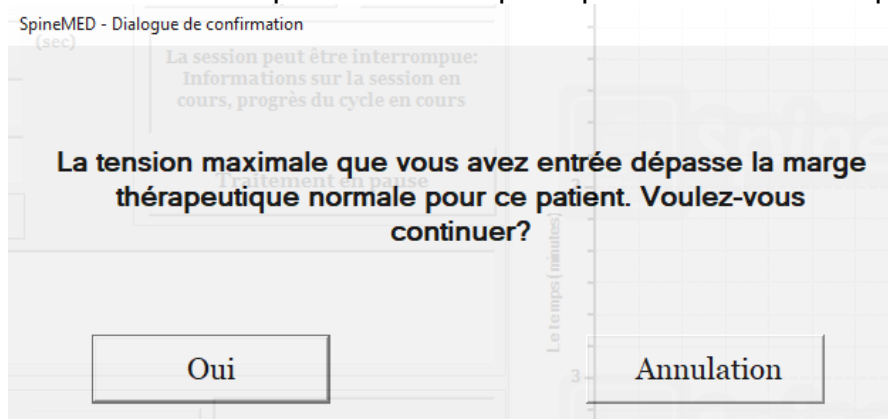 SpineMED - Dialogue de confirmation
(sec)
La session peut être interrompue:
Informations sur la session en
cours, progrès du cycle en cours
La tension maximale que vous avez entrée dépasse la marge
Traitement en pause
thérapeutique normale pour ce patient. Voulez-vous
continuer?
Le temps (minutes)
Oui
Annulation
3